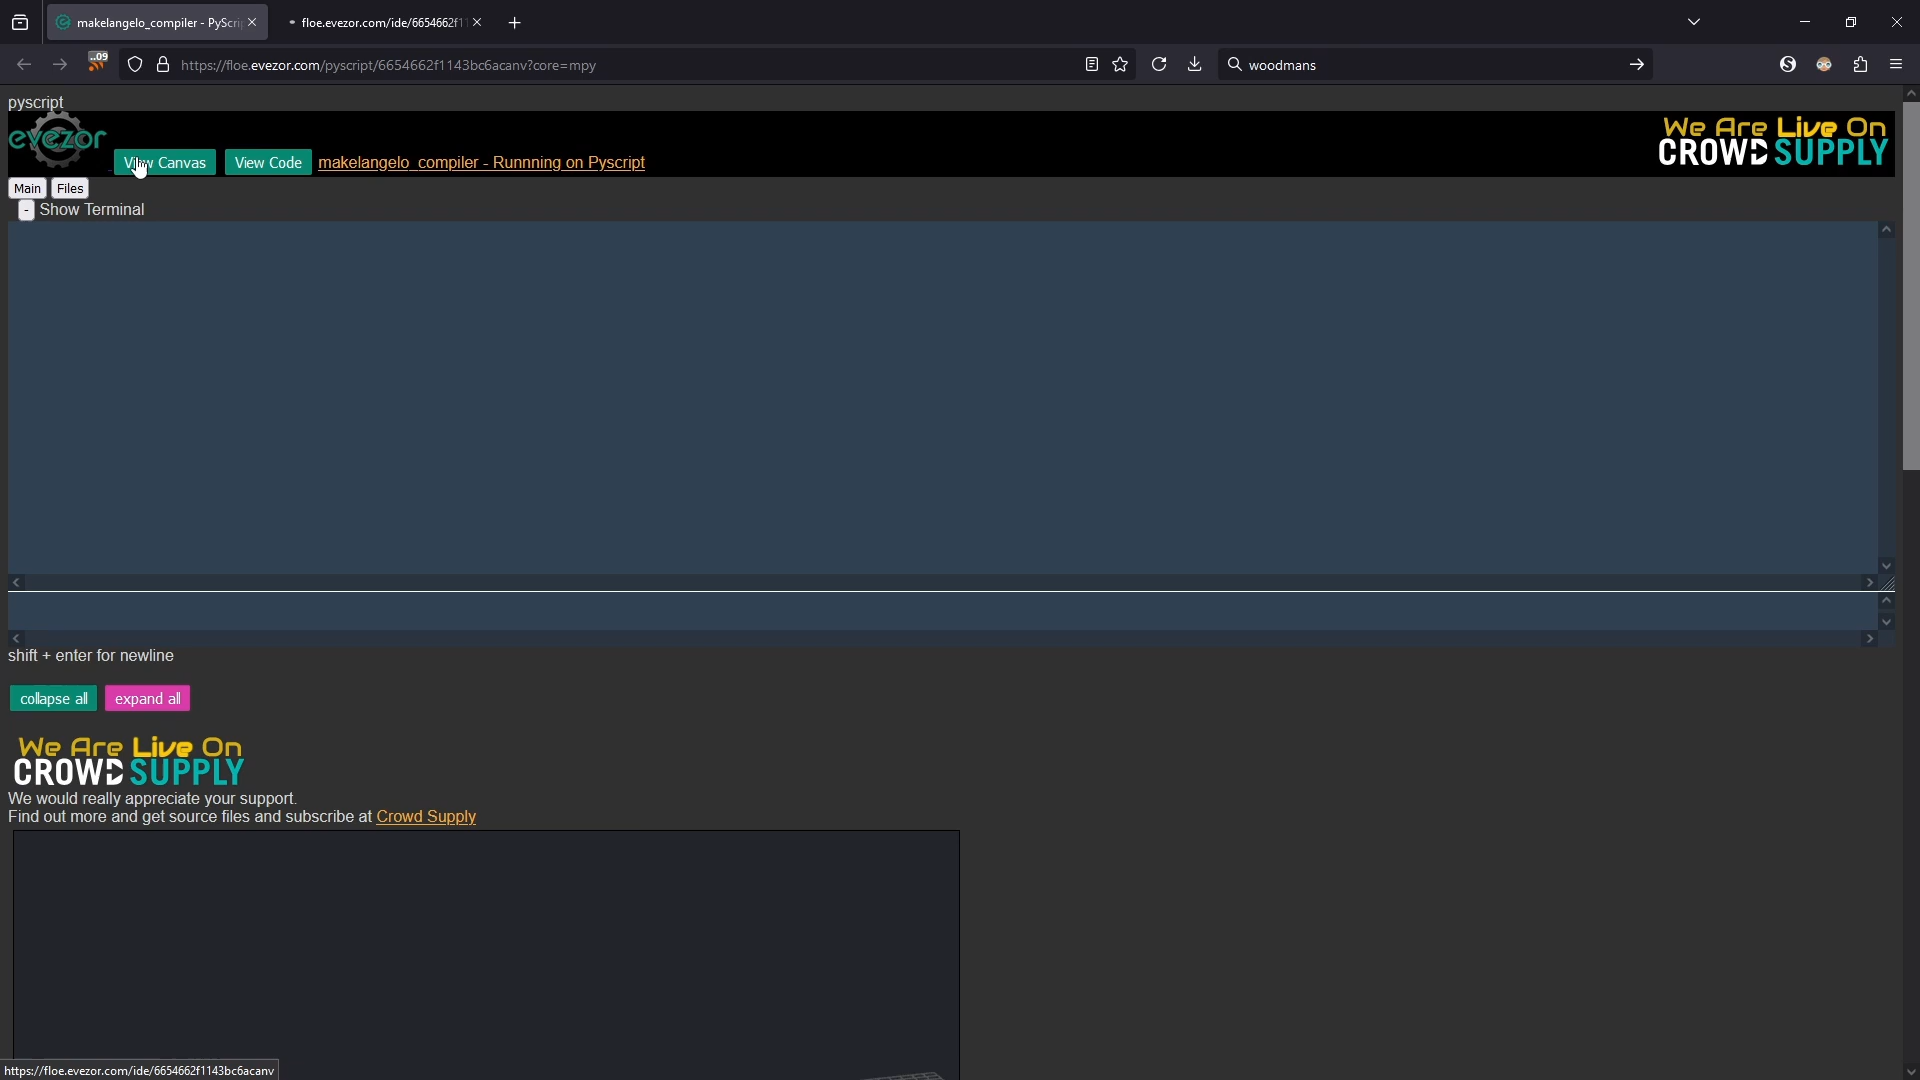 makelangelo_compiler - PyScri
floe.evezor.com/ide/6654662f11
..09
https://floe.evezor.com/pyscript/6654662f1143bc6acanv?core=mpy
woodmans
pyscript
evezor
View Canvas
View Code
makelangelo_compiler - Runnning on Pyscript
We Are Live On
CROWD SUPPLY
Main
Files
- Show Terminal
shift + enter for newline
collapse all
expand all
We Are Live On
CROWD SUPPLY
We would really appreciate your support.
Find out more and get source files and subscribe at Crowd Supply
https://floe.evezor.com/ide/6654662f1143bc6acanv